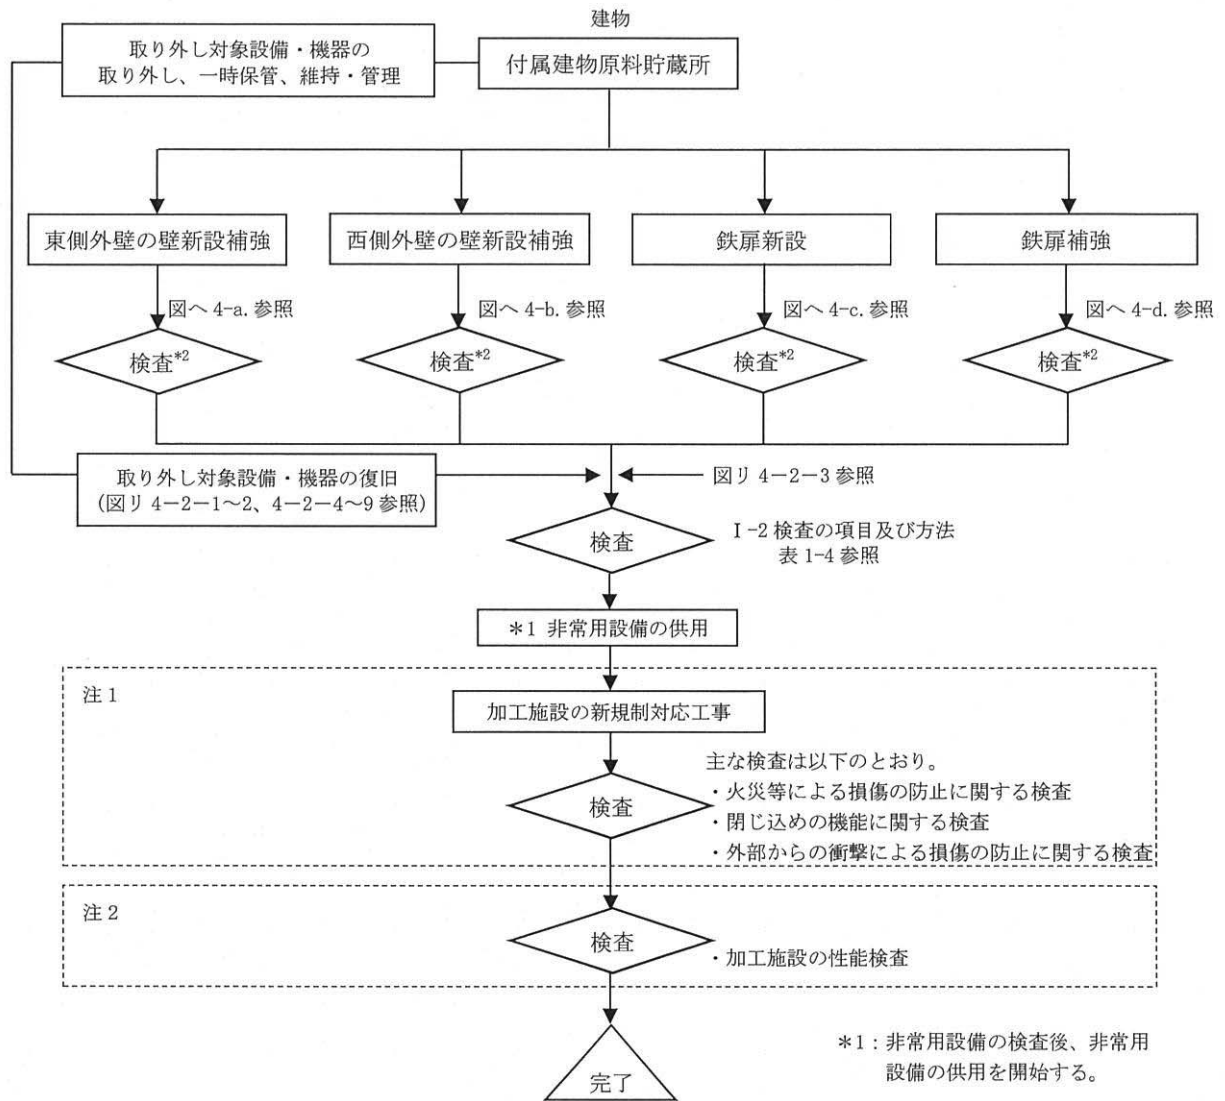 建物
取り外し対象設備・機器の
取り外し、一時保管、維持・管理
付属建物原料貯蔵所
東側外壁の壁新設補強
西側外壁の壁新設補強
鉄扉新設
鉄扉補強
図ヘ 4-a. 参照
図ヘ 4-b. 参照
図ヘ 4-c. 参照
図ヘ 4-d. 参照
検査*2
検査*2
検査*2
検査*2
取り外し対象設備・機器の復旧
(図リ 4－2－1～2、4－2－4～9 参照)
図リ 4－2－3 参照
検査
Ⅰ-2 検査の項目及び方法
表 1-4 参照
＊1 非常用設備の供用
注 1
加工施設の新規制対応工事
検査
主な検査は以下のとおり。
・火災等による損傷の防止に関する検査
・閉じ込めの機能に関する検査
・外部からの衝撃による損傷の防止に関する検査
注 2
検査
・加工施設の性能検査
完了
＊1：非常用設備の検査後、非常用
設備の供用を開始する。